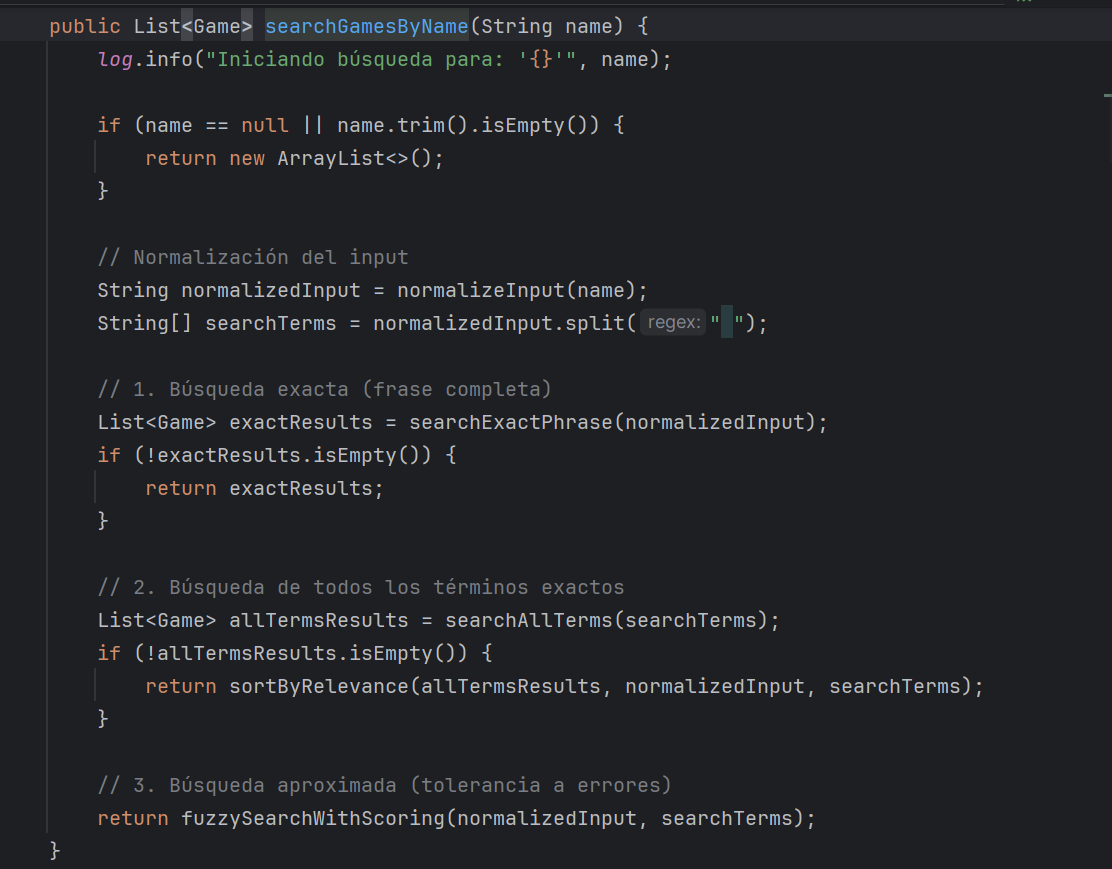 public List<Game> searchGamesByName(String name) {
log.info("Iniciando búsqueda para: '{}'", name);
if (name == null || name.trim().isEmpty()) {
return new ArrayList<>();
}
// Normalización del input
String normalizedInput = normalizeInput(name);
String[] searchTerms = normalizedInput.split( regex: " ");
// 1. Búsqueda exacta (frase completa)
List<Game> exactResults = searchExactPhrase(normalizedInput);
if (!exactResults.isEmpty()) {
return exactResults;
}
// 2. Búsqueda de todos los términos exactos
List<Game> allTermsResults = searchAllTerms(searchTerms);
if (!allTermsResults.isEmpty()) {
return sortByRelevance(allTermsResults, normalizedInput, searchTerms);
}
// 3. Búsqueda aproximada (tolerancia a errores)
return fuzzySearchWithScoring(normalizedInput, searchTerms);
}